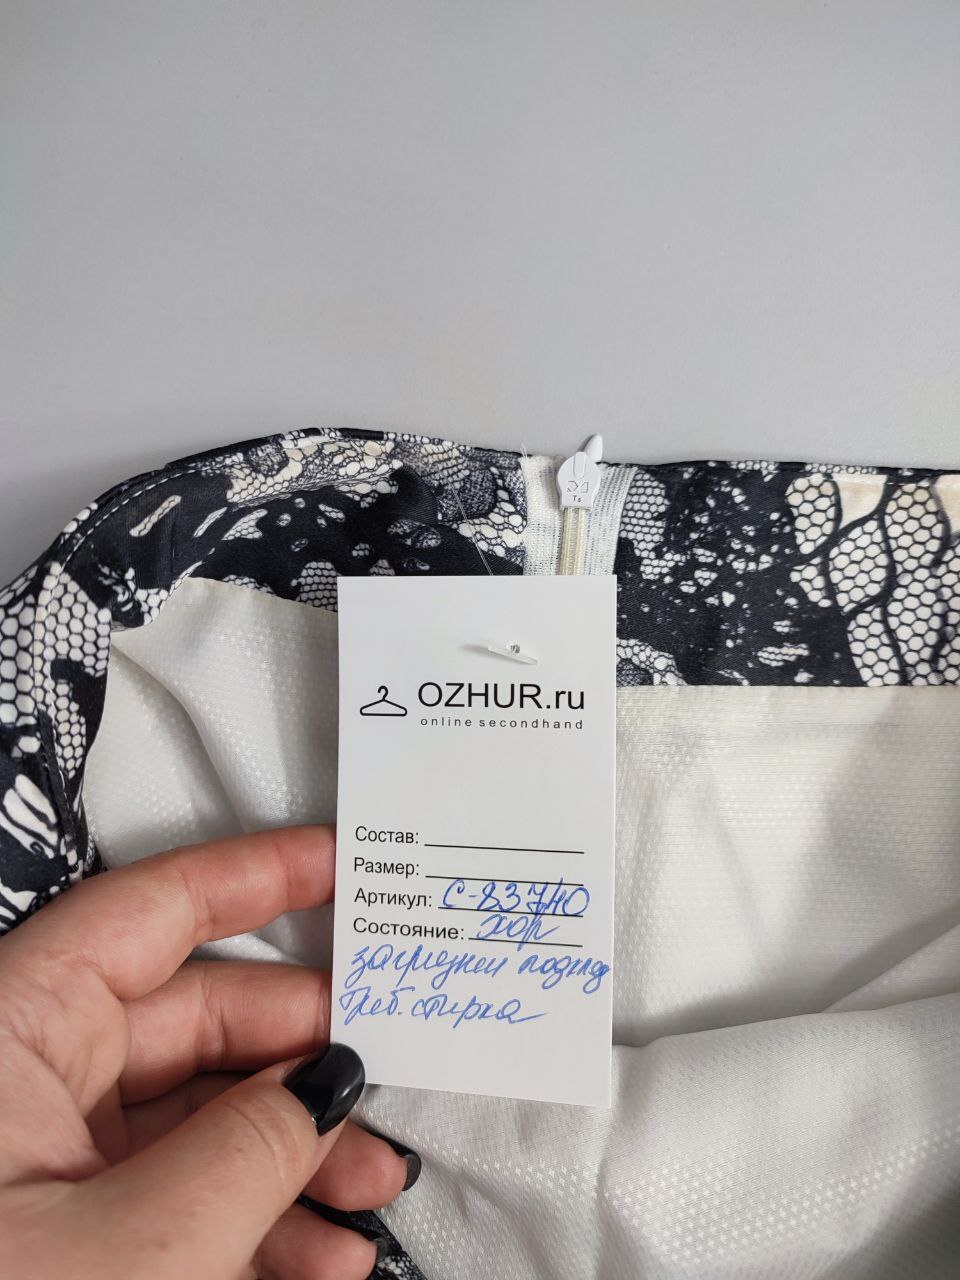 OZHUR.ru
online secondhand
Состав:
Размер:
Артикул: С-83740
Состояние: хор
загрязнен подклад
треб. стирка